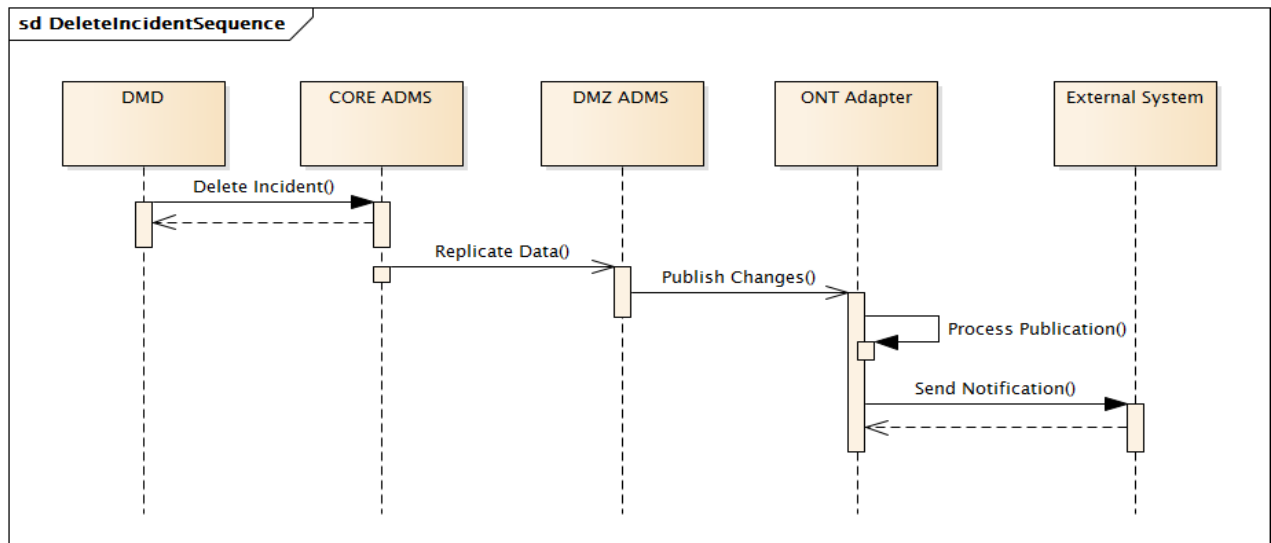 sd DeleteIncidentSequence
DMD
CORE ADMS
DMZ ADMS
ONT Adapter
External System
Delete Incident()
Replicate Data()
Publish Changes()
Process Publication()
Send Notification()